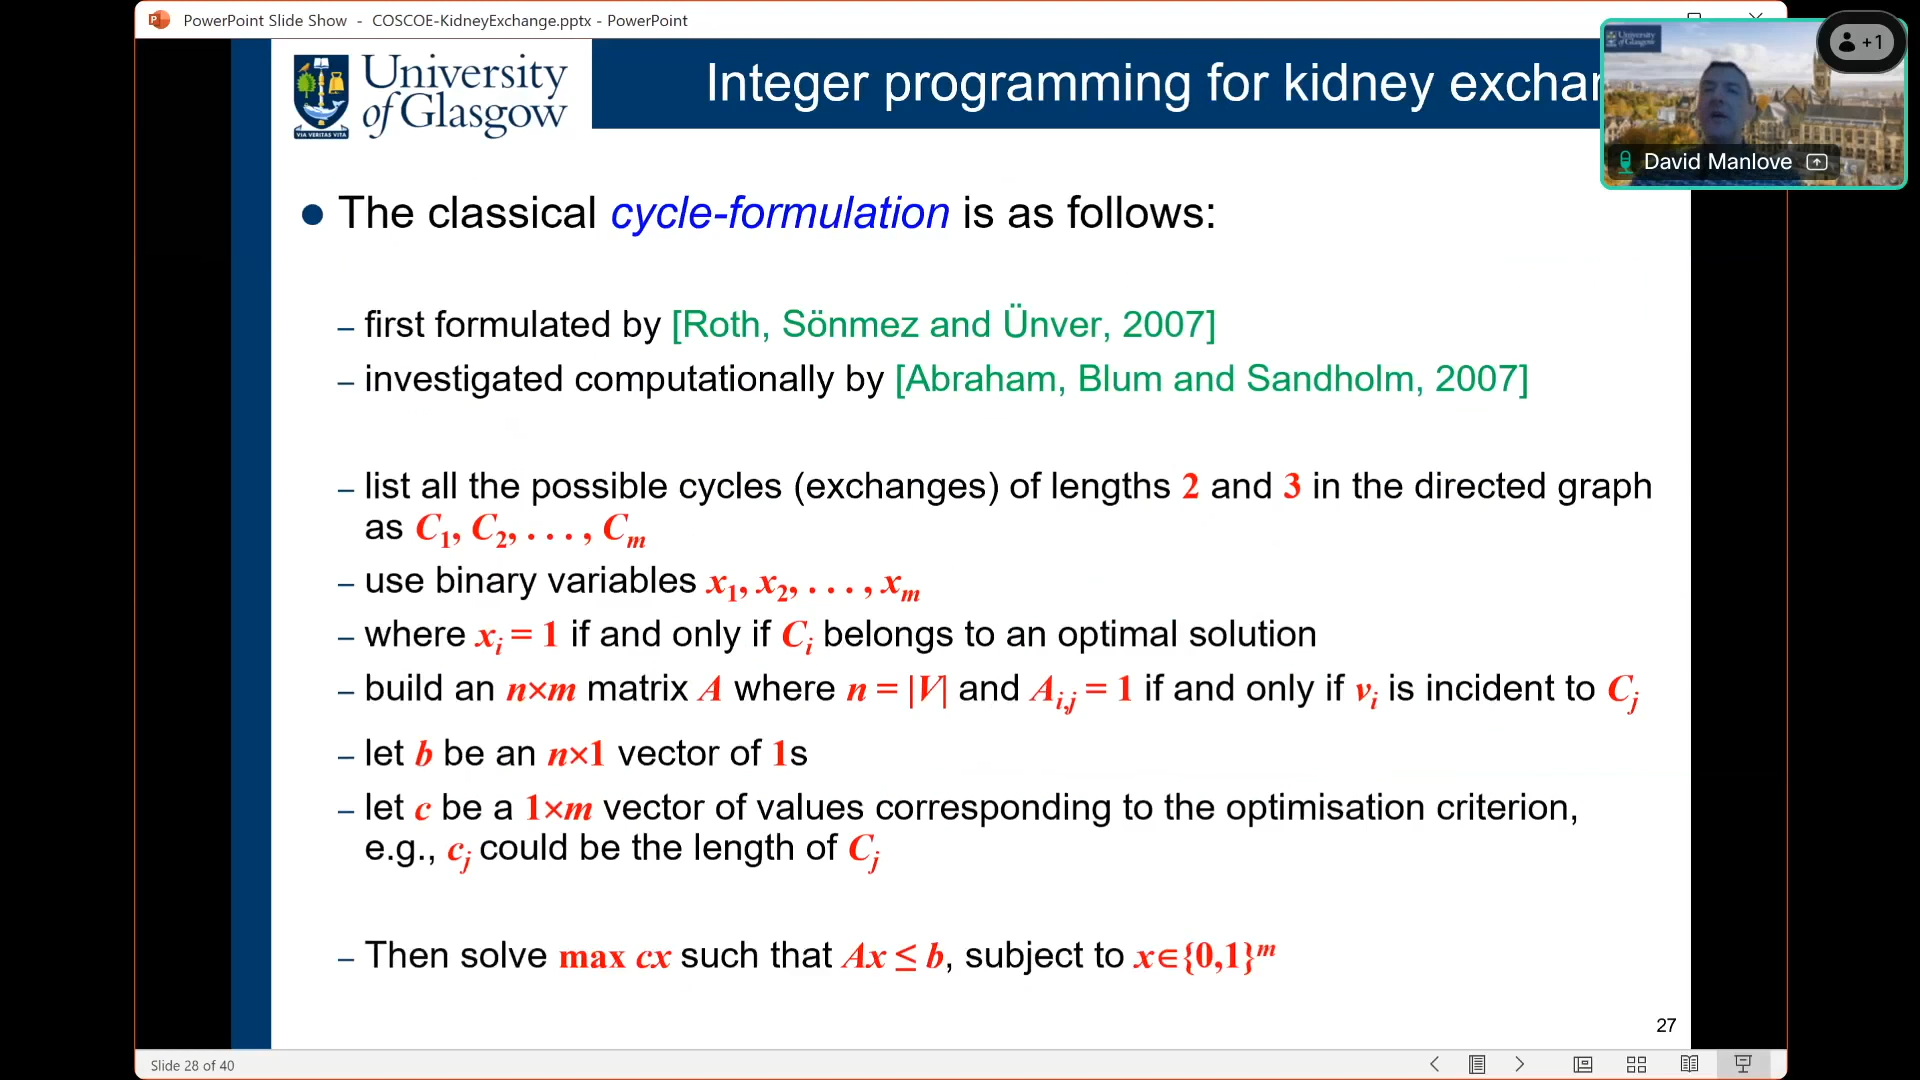 PowerPoint Slide Show - COSCOE-KidneyExchange.pptx - PowerPoint
+1
University
of Glasgow
VIA VERITAS VITA
Integer programming for kidney exchan
University
of Glasgow
David Manlove
• The classical cycle-formulation is as follows:
– first formulated by [Roth, Sönmez and Ünver, 2007]
– investigated computationally by [Abraham, Blum and Sandholm, 2007]
– list all the possible cycles (exchanges) of lengths 2 and 3 in the directed graph
as C1, C2, . . . , Cm
– use binary variables x1, x2, . . . , xm
– where xi = 1 if and only if Ci belongs to an optimal solution
– build an n×m matrix A where n = |V| and Ai,j = 1 if and only if vi is incident to Cj
– let b be an n×1 vector of 1s
– let c be a 1×m vector of values corresponding to the optimisation criterion,
e.g., cj could be the length of Cj
– Then solve max cx such that Ax ≤ b, subject to x∈{0,1}m
27
Slide 28 of 40